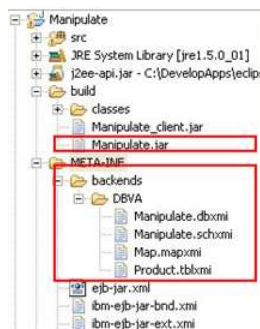 Manipulate
src
JRE System Library [jre1.5.0_01]
j2ee-api.jar - C:\DevelopApps\eclips
build
classes
Manipulate_client.jar
Manipulate.jar
META-INF
backends
DBVA
Manipulate.dbxmi
Manipulate.schxmi
Map.mapxmi
Product.tblxmi
ejb-jar.xml
ibm-ejb-jar-bnd.xmi
ibm-ejb-jar-ext.xmi